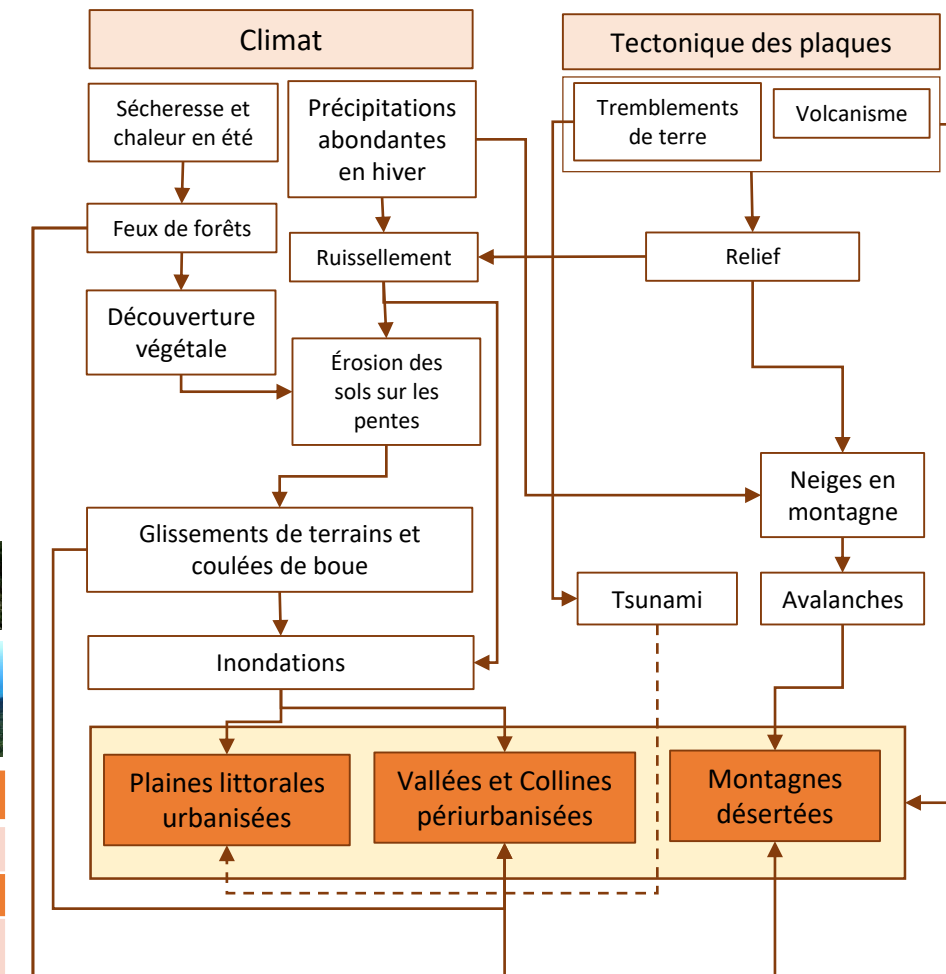 Climat
Tectonique des plaques
Sécheresse et
chaleur en été
Précipitations
abondantes
en hiver
Tremblements
de terre
Volcanisme
Feux de forêts
Ruissellement
Relief
Découverture
végétale
Érosion des
sols sur les
pentes
Neiges en
montagne
Glissements de terrains et
coulées de boue
Tsunami
Avalanches
Inondations
Plaines littorales
urbanisées
Vallées et Collines
périurbanisées
Montagnes
désertées